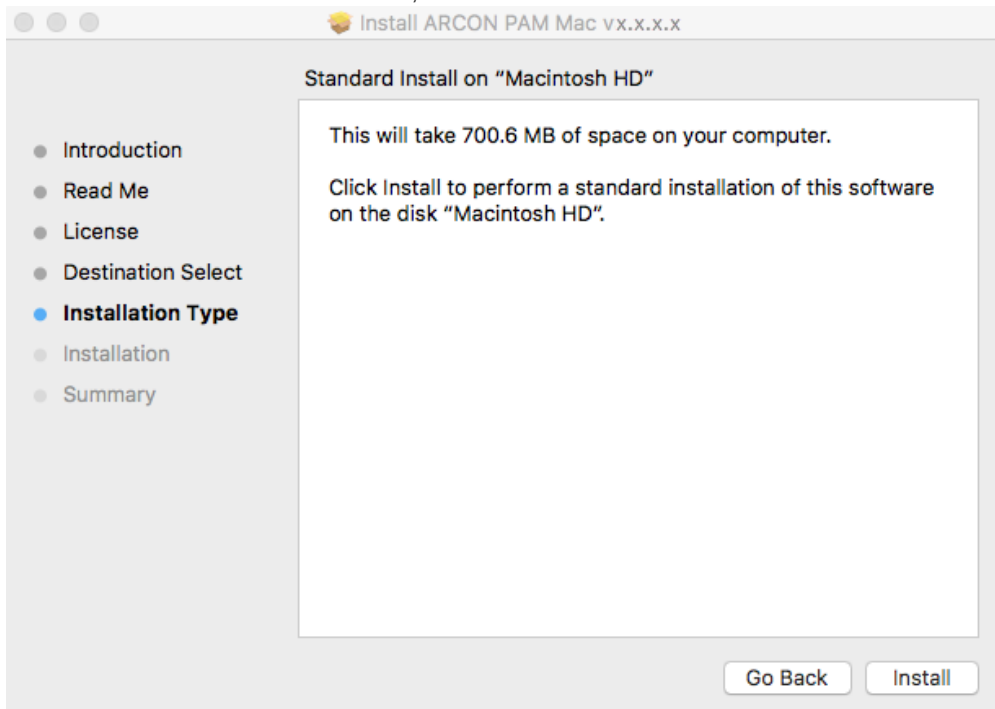 Install ARCON PAM Mac vx.x.x.x
Standard Install on “Macintosh HD”
Introduction
Read Me
License
Destination Select
Installation Type
Installation
Summary
This will take 700.6 MB of space on your computer.
Click Install to perform a standard installation of this software
on the disk “Macintosh HD”.
Go Back
Install